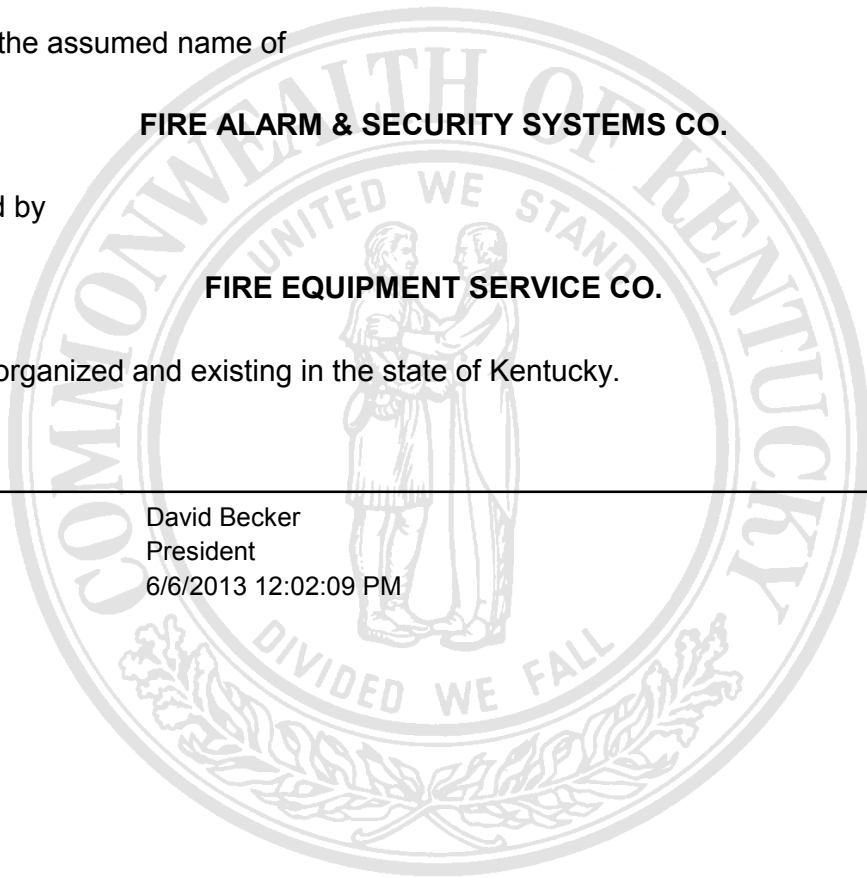 the assumed name of
FIRE ALARM & SECURITY SYSTEMS CO.
d by
FIRE EQUIPMENT SERVICE CO.
organized and existing in the state of Kentucky.
David Becker
President
6/6/2013 12:02:09 PM
COMMONWEALTH OF KENTUCKY
UNITED WE STAND
DIVIDED WE FALL